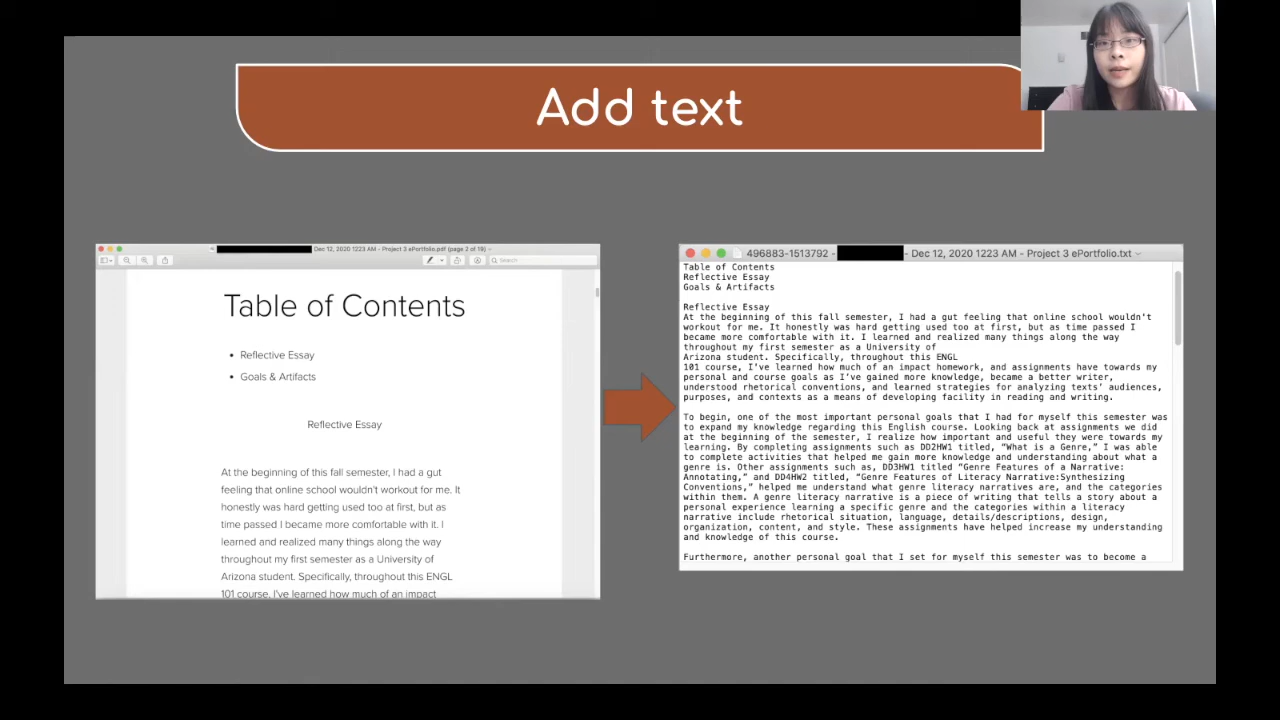 Add text
Dec 12, 2020 1223 AM - Project 3 ePortfolio.pdf (page 2 of 19)
Search
Table of Contents
• Reflective Essay
• Goals & Artifacts
Reflective Essay
At the beginning of this fall semester, I had a gut
feeling that online school wouldn't workout for me. It
honestly was hard getting used too at first, but as
time passed I became more comfortable with it. I
learned and realized many things along the way
throughout my first semester as a University of
Arizona student. Specifically, throughout this ENGL
101 course, I've learned how much of an impact
496883-1513792 - - Dec 12, 2020 1223 AM - Project 3 ePortfolio.txt
Table of Contents
Reflective Essay
Goals & Artifacts
Reflective Essay
At the beginning of this fall semester, I had a gut feeling that online school wouldn't
workout for me. It honestly was hard getting used too at first, but as time passed I
became more comfortable with it. I learned and realized many things along the way
throughout my first semester as a University of
Arizona student. Specifically, throughout this ENGL
101 course, I've learned how much of an impact homework, and assignments have towards my
personal and course goals as I've gained more knowledge, became a better writer,
understood rhetorical conventions, and learned strategies for analyzing texts' audiences,
purposes, and contexts as a means of developing facility in reading and writing.
To begin, one of the most important personal goals that I had for myself this semester was
to expand my knowledge regarding this English course. Looking back at assignments we did
at the beginning of the semester, I realize how important and useful they were towards my
learning. By completing assignments such as DD2HW1 titled, "What is a Genre," I was able
to complete activities that helped me gain more knowledge and understanding about what a
genre is. Other assignments such as, DD3HW1 titled "Genre Features of a Narrative:
Annotating," and DD4HW2 titled, "Genre Features of Literacy Narrative:Synthesizing
Conventions," helped me understand what genre literacy narratives are, and the categories
within them. A genre literacy narrative is a piece of writing that tells a story about a
personal experience learning a specific genre and the categories within a literacy
narrative include rhetorical situation, language, details/descriptions, design,
organization, content, and style. These assignments have helped increase my understanding
and knowledge of this course.
Furthermore, another personal goal that I set for myself this semester was to become a